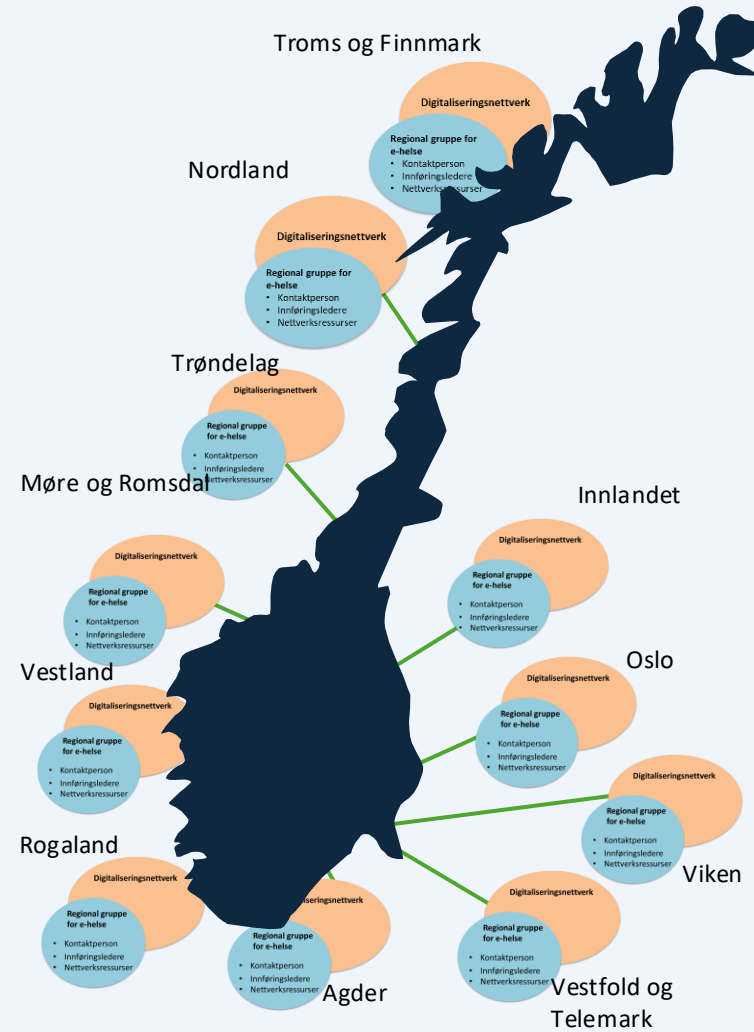 Troms og Finnmark
Digitaliseringsnettverk
Regional gruppe for
e-helse
• Kontaktperson
• Innføringsledere
• Nettverksressurser
Nordland
Digitaliseringsnettverk
Regional gruppe for
e-helse
• Kontaktperson
• Innføringsledere
• Nettverksressurser
Trøndelag
Digitaliseringsnettverk
Regional gruppe
for e-helse
• Kontaktperson
• Innføringsledere
• Nettverksressurser
Møre og Romsdal
Digitaliseringsnettverk
Regional gruppe
for e-helse
• Kontaktperson
• Innføringsledere
• Nettverksressurser
Innlandet
Digitaliseringsnettverk
Regional gruppe
for e-helse
• Kontaktperson
• Innføringsledere
• Nettverksressurser
Vestland
Digitaliseringsnettverk
Regional gruppe
for e-helse
• Kontaktperson
• Innføringsledere
• Nettverksressurser
Oslo
Digitaliseringsnettverk
Regional gruppe
for e-helse
• Kontaktperson
• Innføringsledere
• Nettverksressurser
Digitaliseringsnettverk
Regional gruppe
for e-helse
• Kontaktperson
• Innføringsledere
• Nettverksressurser
Viken
Rogaland
Digitaliseringsnettverk
Regional gruppe
for e-helse
• Kontaktperson
• Innføringsledere
• Nettverksressurser
iseringsnettverk
Regional gruppe
for e-helse
• Kontaktperson
• Innføringsledere
• Nettverksressurser
Agder
Digitaliseringsnettverk
Regional gruppe
for e-helse
• Kontaktperson
• Innføringsledere
• Nettverksressurser
Vestfold og
Telemark